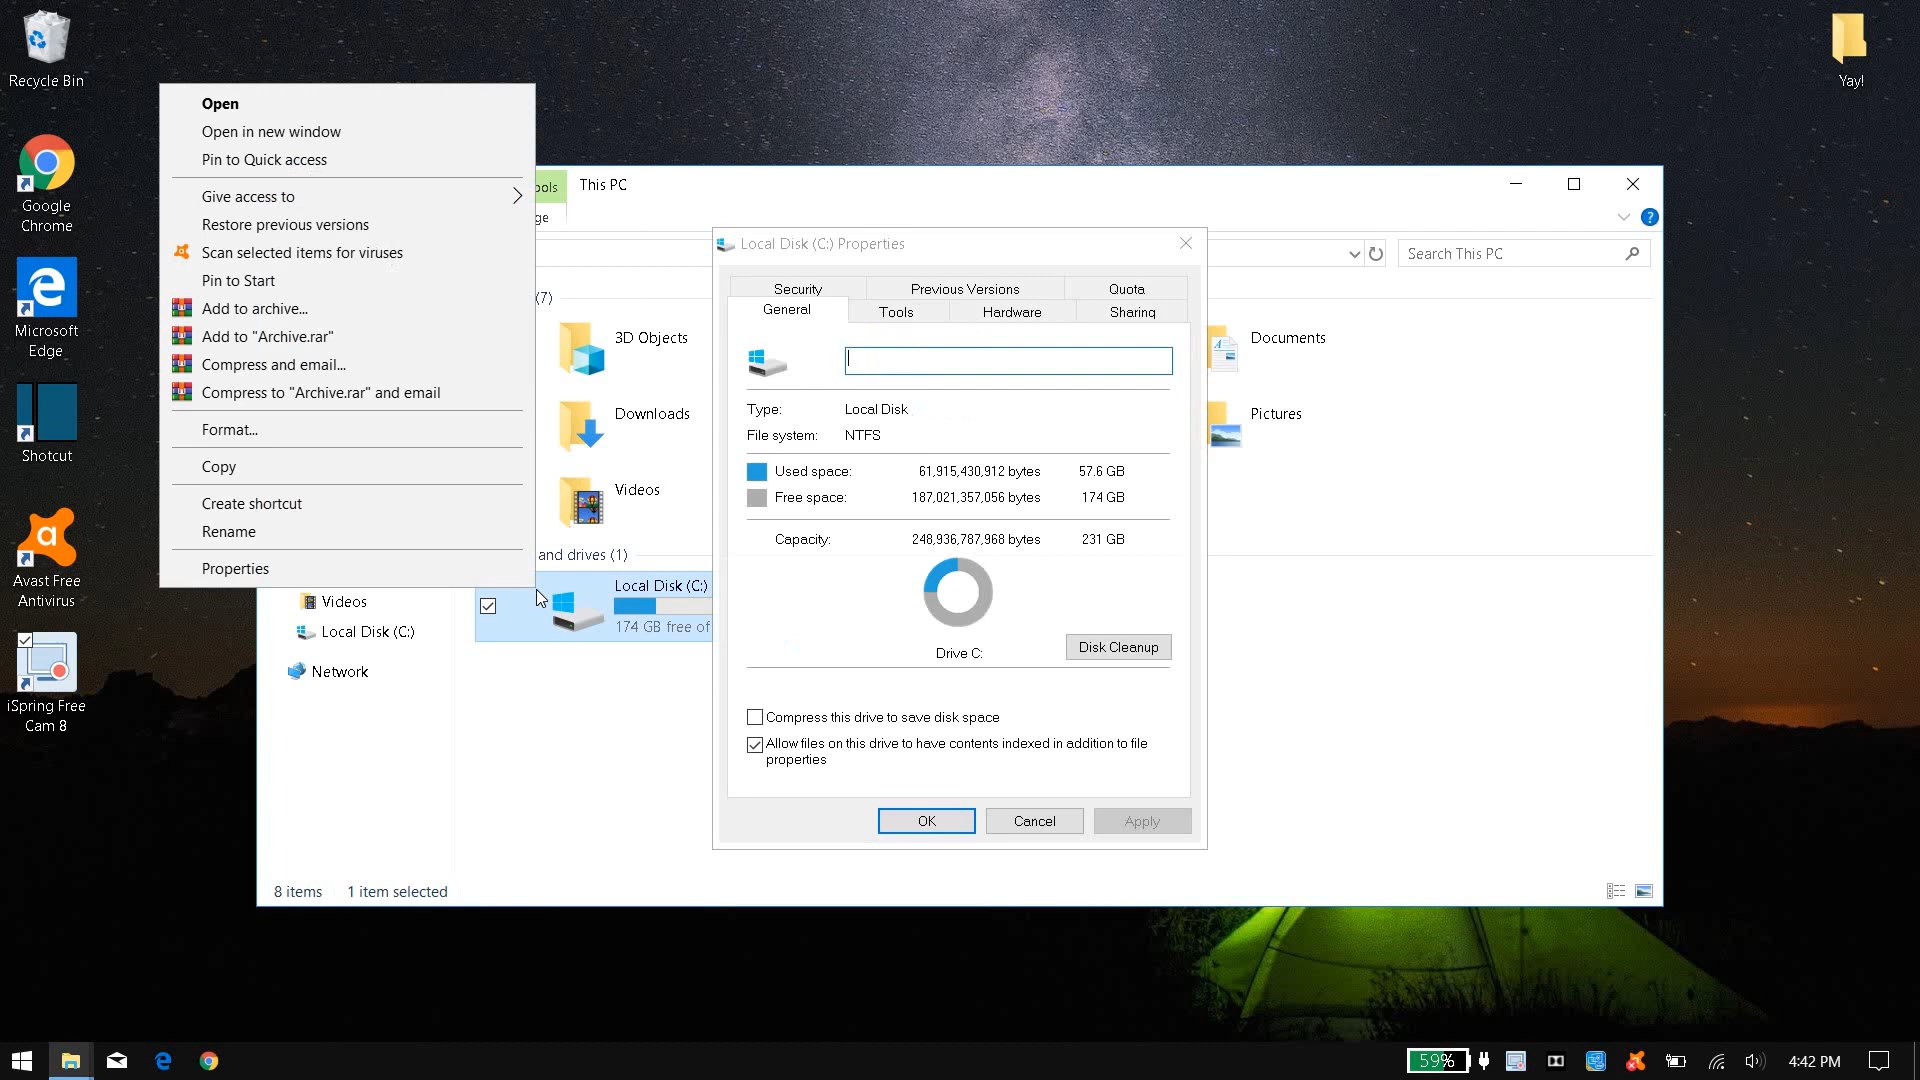 Recycle Bin
Google
Chrome
Microsoft
Edge
Shotcut
Avast Free
Antivirus
iSpring Free
Cam 8
Yay!
Open
Open in new window
Pin to Quick access
Give access to
Restore previous versions
Scan selected items for viruses
Pin to Start
Add to archive...
Add to "Archive.rar"
Compress and email...
Compress to "Archive.rar" and email
Format...
Copy
Create shortcut
Rename
Properties
ools
This PC
ge
Search This PC
(7)
3D Objects
Downloads
Videos
Documents
Pictures
and drives (1)
Local Disk (C:)
174 GB free of
Videos
Local Disk (C:)
Network
8 items 1 item selected
Local Disk (C:) Properties
Security Previous Versions Quota
General Tools Hardware Sharing
Type: Local Disk
File system: NTFS
Used space: 61,915,430,912 bytes 57.6 GB
Free space: 187,021,357,056 bytes 174 GB
Capacity: 248,936,787,968 bytes 231 GB
Drive C:
Disk Cleanup
Compress this drive to save disk space
Allow files on this drive to have contents indexed in addition to file
properties
OK Cancel Apply
59% 4:42 PM